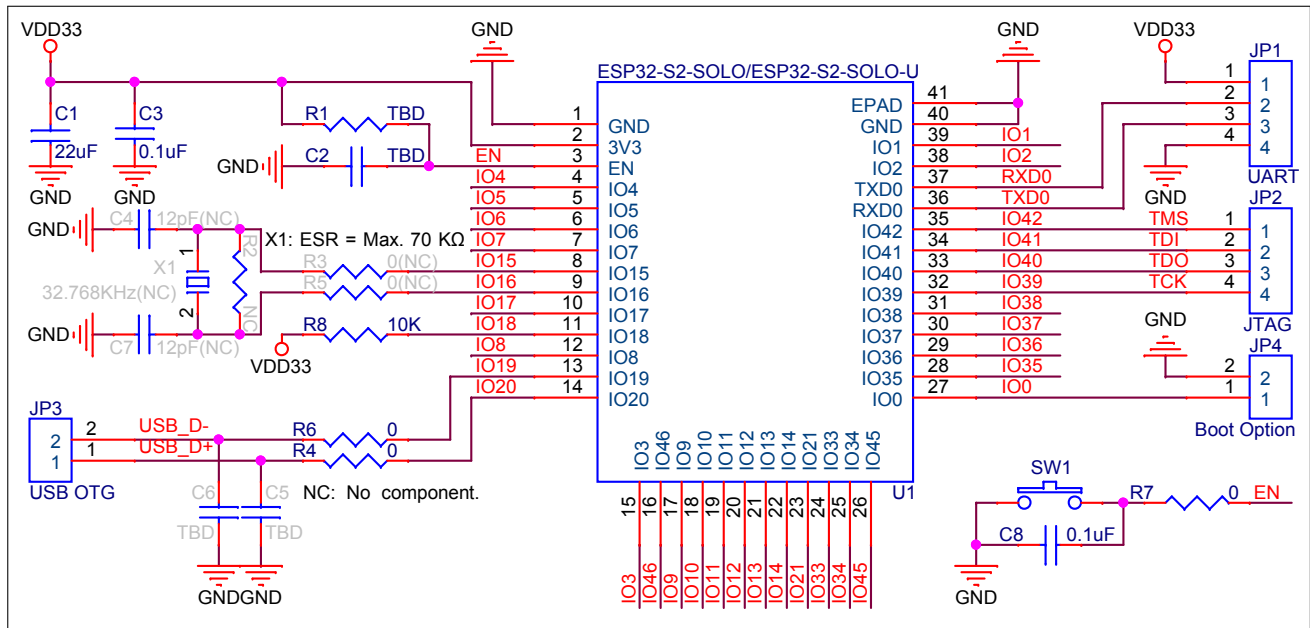 VDD33
GND
GND
VDD33
JP1
ESP32-S2-SOLO/ESP32-S2-SOLO-U
C1
22uF
GND
C3
0.1uF
GND
R1
TBD
C2
TBD
GND
EN
IO4
IO5
IO6
IO7
IO15
IO16
IO17
IO18
IO8
IO19
IO20
1
2
3
4
5
6
7
8
9
10
11
12
13
14
GND
3V3
EN
IO4
IO5
IO6
IO7
IO15
IO16
IO17
IO18
IO8
IO19
IO20
EPAD
GND
IO1
IO2
TXD0
RXD0
IO42
IO41
IO40
IO39
IO38
IO37
IO36
IO35
IO0
41
40
39
38
37
36
35
34
33
32
31
30
29
28
27
IO1
IO2
RXD0
TXD0
IO42
IO41
IO40
IO39
IO38
IO37
IO36
IO35
IO0
1
2
3
4
1
2
3
4
GND
UART
JP2
TMS
TDI
TDO
TCK
1
2
3
4
1
2
3
4
JTAG
GND
JP4
2
1
2
1
Boot Option
GND
C4
12pF(NC)
X1: ESR = Max. 70 KΩ
1
X1
32.768KHz(NC)
2
R2
NC
R3
0(NC)
R5
0(NC)
GND
C7
12pF(NC)
R8
10K
VDD33
JP3
2
1
2
1
USB OTG
USB_D-
USB_D+
R6
0
R4
0
C6
TBD
C5
TBD
NC: No component.
GND
GND
IO3
IO46
IO9
IO10
IO11
IO12
IO13
IO14
IO21
IO33
IO34
IO45
U1
15
16
17
18
19
20
21
22
23
24
25
26
IO3
IO46
IO9
IO10
IO11
IO12
IO13
IO14
IO21
IO33
IO34
IO45
SW1
R7
0
EN
C8
0.1uF
GND